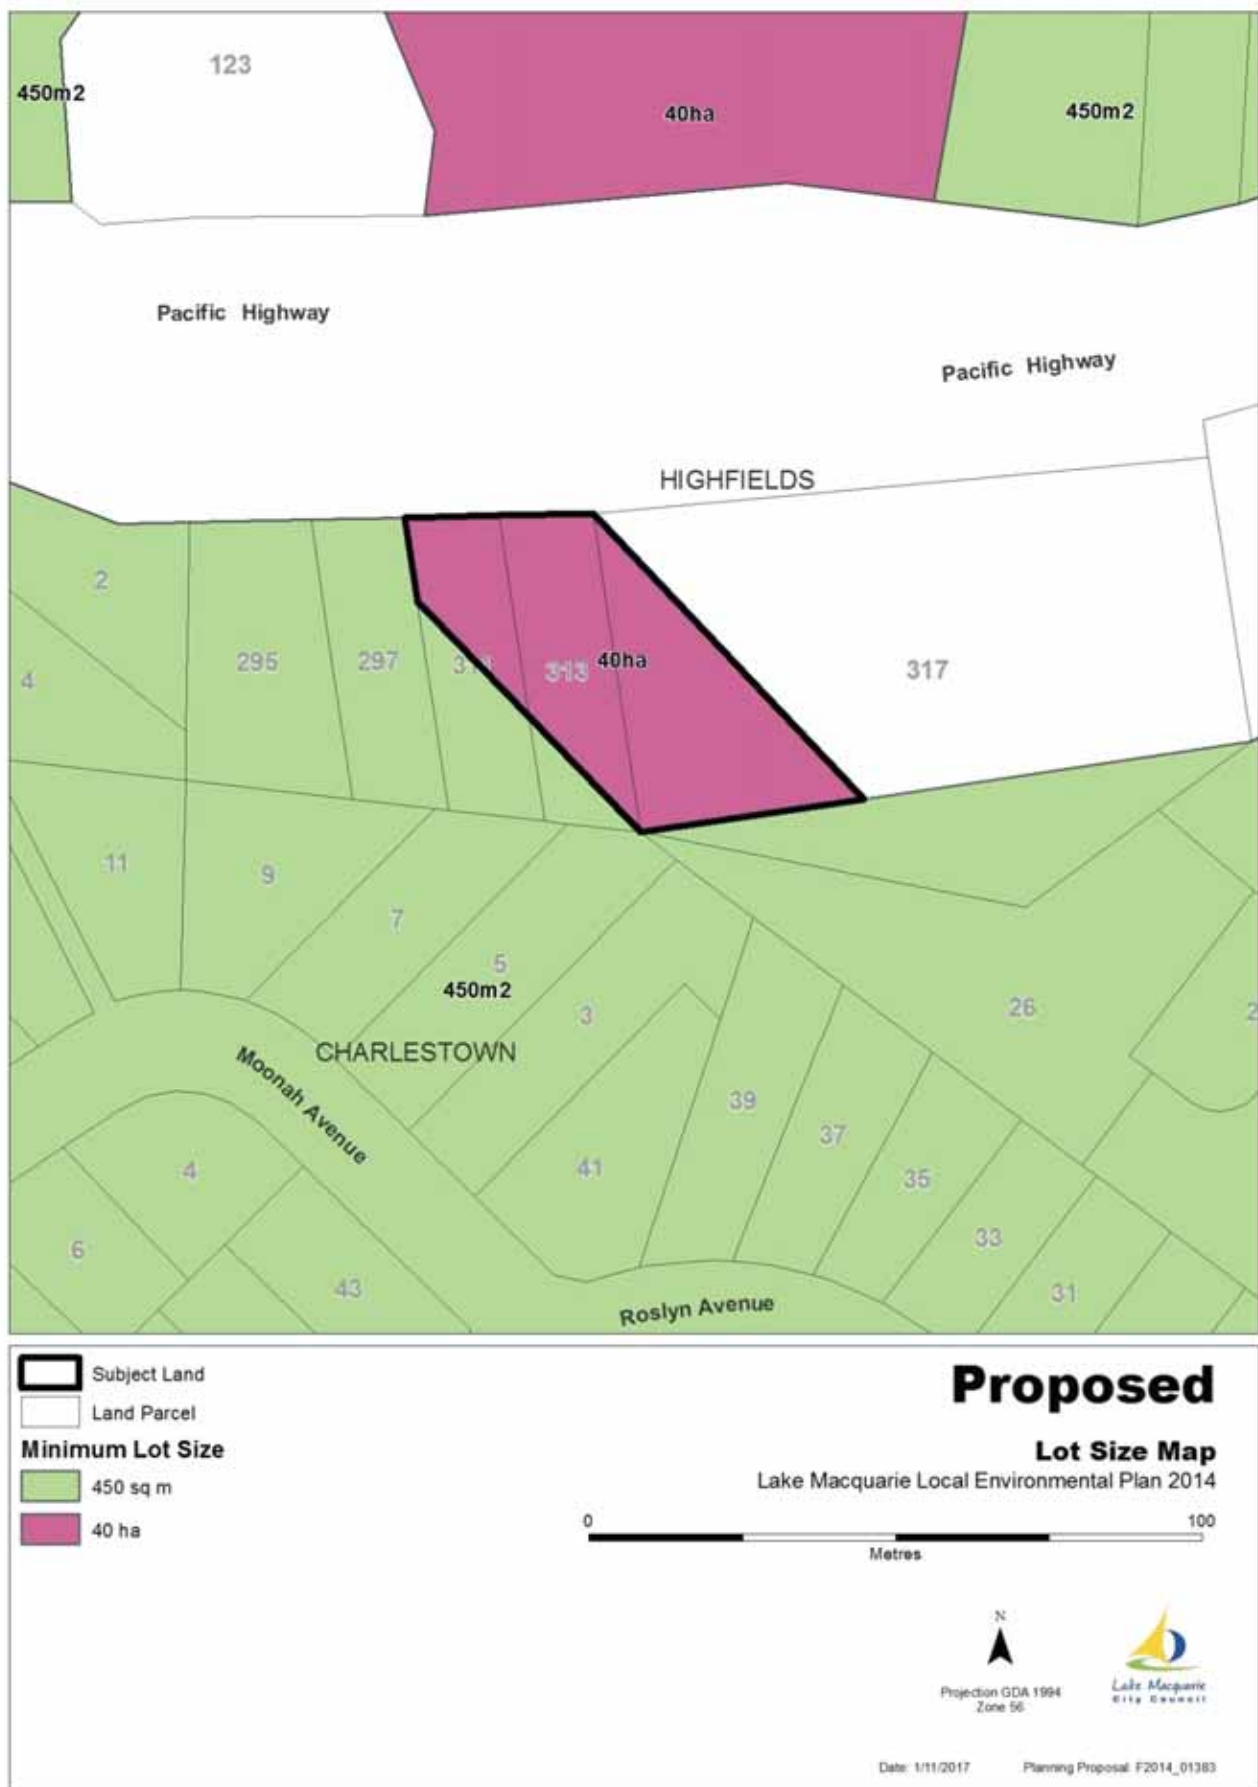 123
450m2
40ha
450m2
Pacific Highway
Pacific Highway
HIGHFIELDS
2
295
297
313
40ha
317
4
11
9
7
5
450m2
3
26
CHARLESTOWN
Moonah Avenue
39
37
41
35
4
33
6
43
31
Roslyn Avenue
Subject Land
Land Parcel
Minimum Lot Size
450 sq m
40 ha
Proposed
Lot Size Map
Lake Macquarie Local Environmental Plan 2014
0 100
Metres
N
Projection GDA 1994
Zone 56
Lake Macquarie
City Council
Date: 1/11/2017 Planning Proposal: F2014_01383